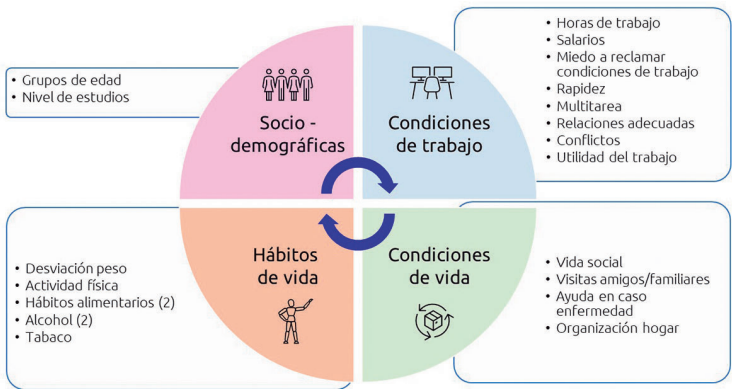 • Grupos de edad
• Nivel de estudios
Socio -
demográficas
Condiciones
de trabajo
• Horas de trabajo
• Salarios
• Miedo a reclamar
condiciones de trabajo
• Rapidez
• Multitarea
• Relaciones adecuadas
• Conflictos
• Utilidad del trabajo
• Desviación peso
• Actividad física
• Hábitos alimentarios (2)
• Alcohol (2)
• Tabaco
Hábitos
de vida
Condiciones
de vida
• Vida social
• Visitas amigos/familiares
• Ayuda en caso
enfermedad
• Organización hogar